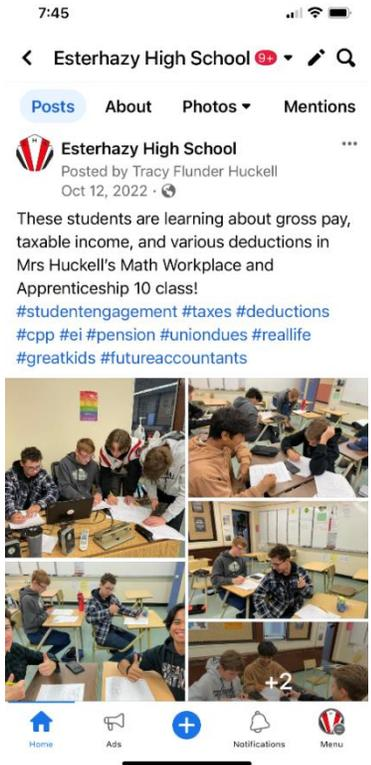 7:45
Esterhazy High School 9+
Posts About Photos Mentions
Esterhazy High School
Posted by Tracy Flunder Huckell
Oct 12, 2022 ·
These students are learning about gross pay,
taxable income, and various deductions in
Mrs Huckell's Math Workplace and
Apprenticeship 10 class!
#studentengagement #taxes #deductions
#cpp #ei #pension #uniondues #reallife
#greatkids #futureaccountants
+2
Home Ads Notifications Menu